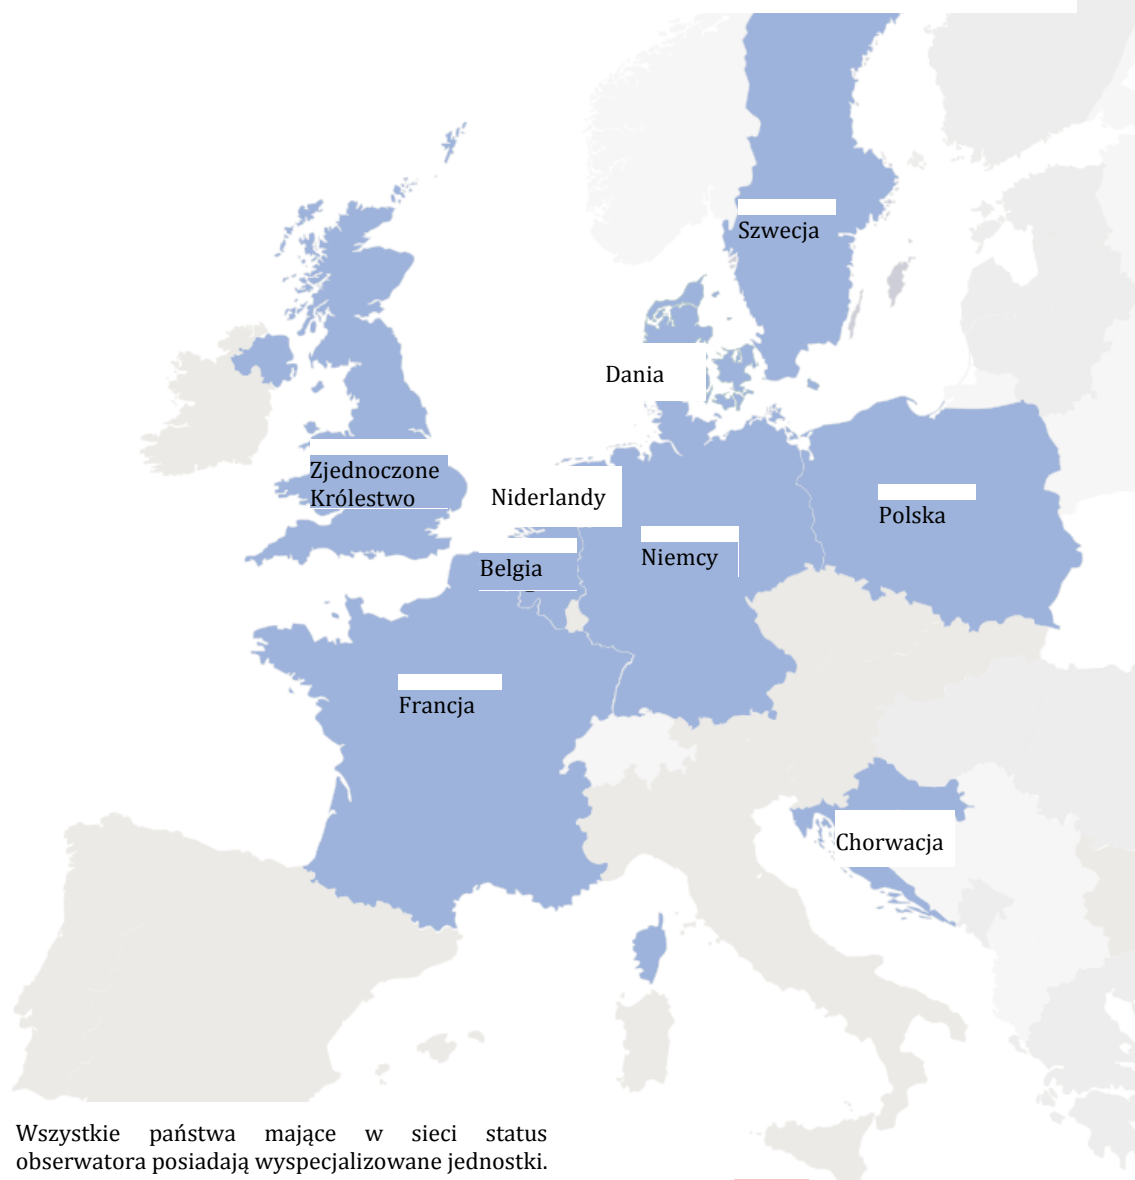 Szwecja
Dania
Zjednoczone
Królestwo
Niderlandy
Polska
Niemcy
Belgia
Francja
Chorwacja
Wszystkie państwa mające w sieci status
obserwatora posiadają wyspecjalizowane jednostki.